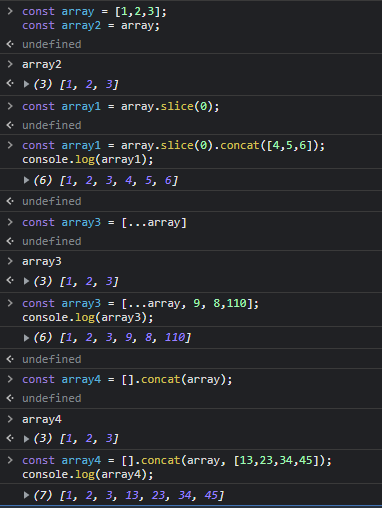 > const array = [1,2,3];
const array2 = array;
undefined
> array2
(3) [1, 2, 3]
> const array1 = array.slice(0);
undefined
> const array1 = array.slice(0).concat([4,5,6]);
console.log(array1);
(6) [1, 2, 3, 4, 5, 6]
undefined
> const array3 = [...array]
undefined
> array3
(3) [1, 2, 3]
> const array3 = [...array, 9, 8,110];
console.log(array3);
(6) [1, 2, 3, 9, 8, 110]
undefined
> const array4 = [].concat(array);
undefined
> array4
(3) [1, 2, 3]
> const array4 = [].concat(array, [13,23,34,45]);
console.log(array4);
(7) [1, 2, 3, 13, 23, 34, 45]